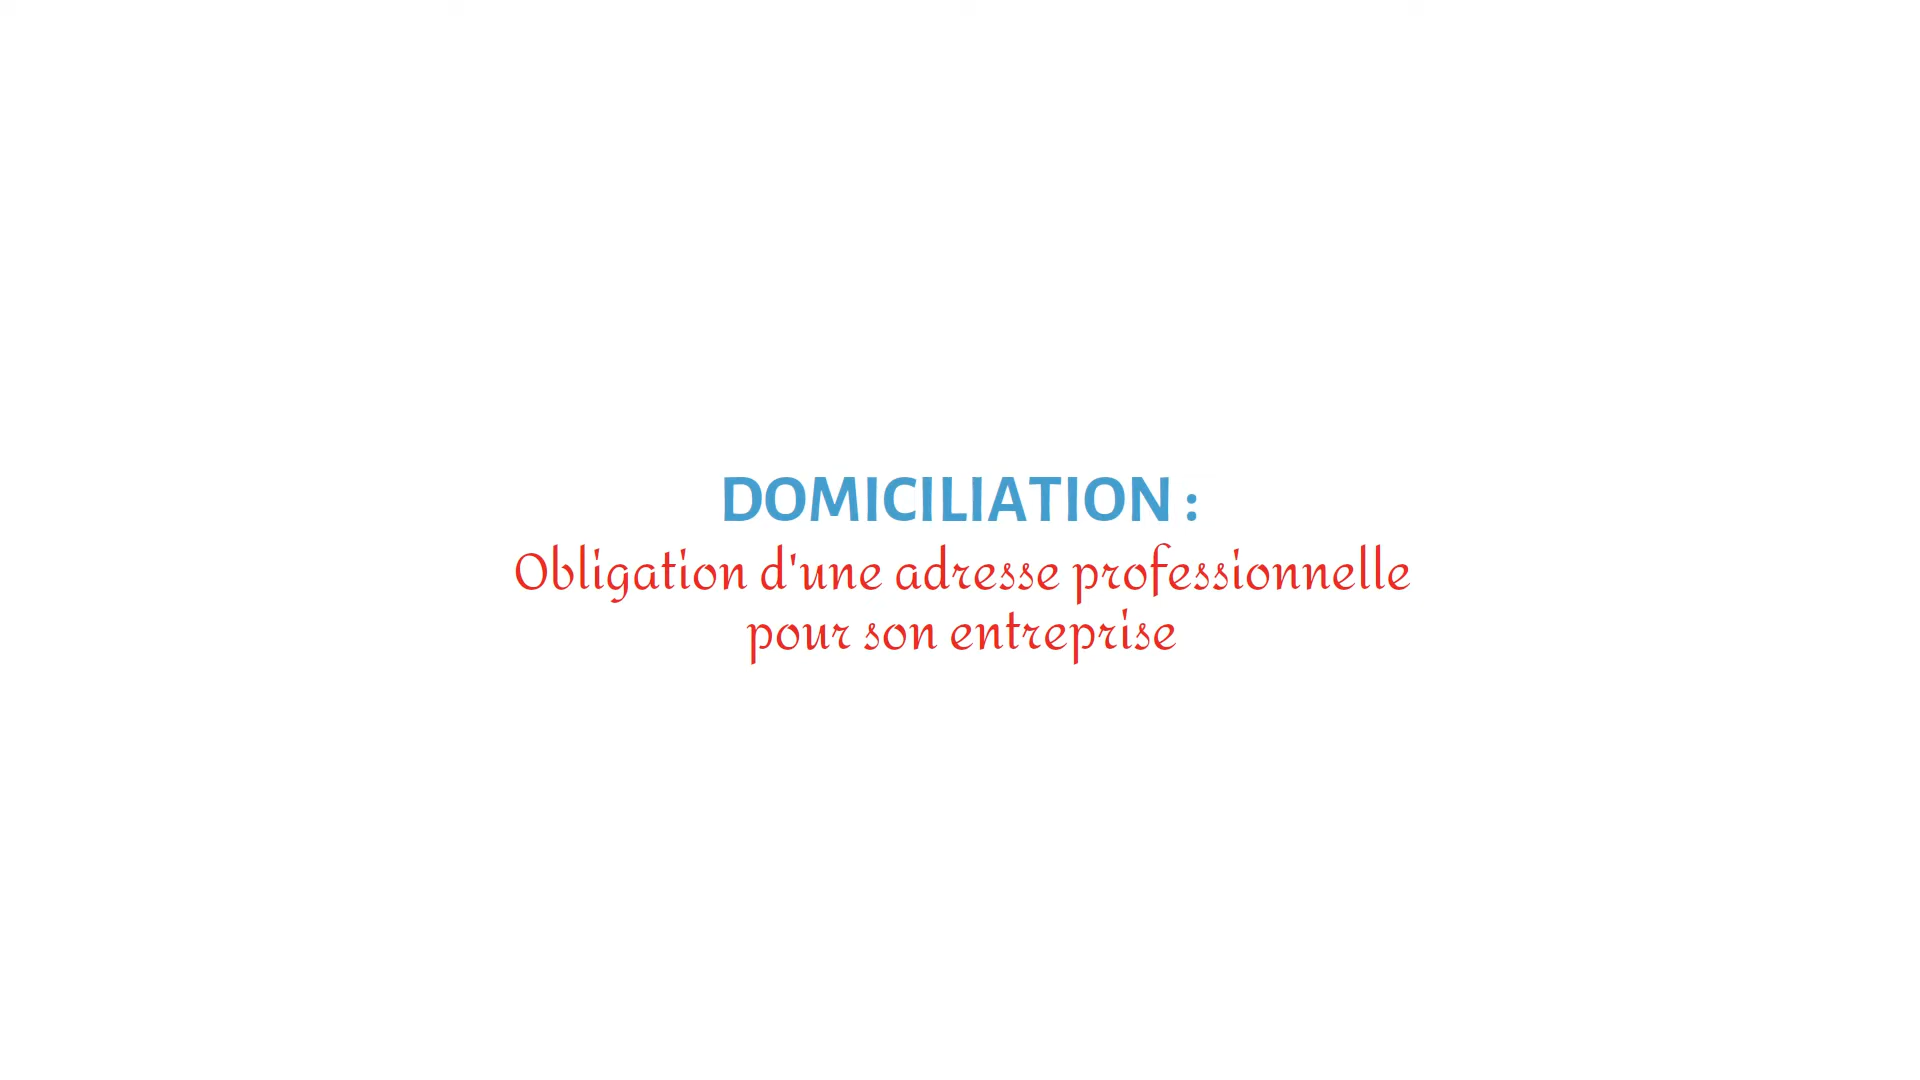 DOMICILIATION :
Obligation d'une adresse professionnelle
pour son entreprise